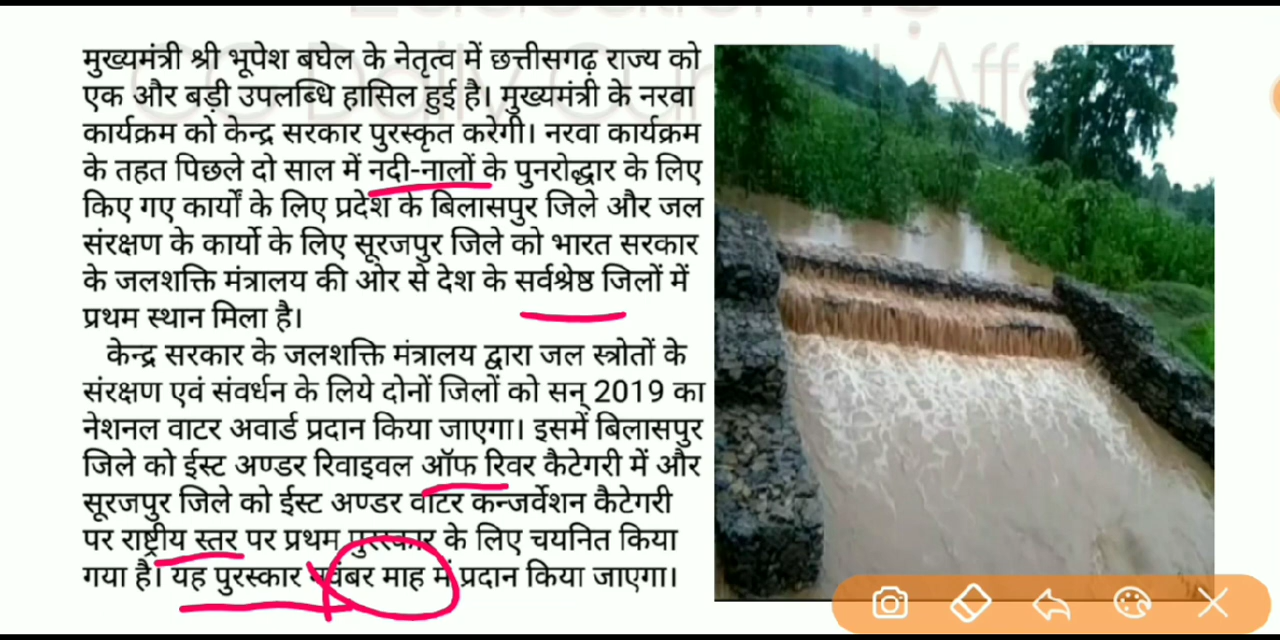 मुख्यमंत्री श्री भूपेश बघेल के नेतृत्व में छत्तीसगढ़ राज्य को
एक और बड़ी उपलब्धि हासिल हुई है। मुख्यमंत्री के नरवा
कार्यक्रम को केन्द्र सरकार पुरस्कृत करेगी। नरवा कार्यक्रम
के तहत पिछले दो साल में नदी-नालों के पुनरोद्धार के लिए
किए गए कार्यों के लिए प्रदेश के बिलासपुर जिले और जल
संरक्षण के कार्यो के लिए सूरजपुर जिले को भारत सरकार
के जलशक्ति मंत्रालय की ओर से देश के सर्वश्रेष्ठ जिलों में
प्रथम स्थान मिला है।
केन्द्र सरकार के जलशक्ति मंत्रालय द्वारा जल स्त्रोतों के
संरक्षण एवं संवर्धन के लिये दोनों जिलों को सन् 2019 का
नेशनल वाटर अवार्ड प्रदान किया जाएगा। इसमें बिलासपुर
जिले को ईस्ट अण्डर रिवाइवल ऑफ रिवर कैटेगरी में और
सूरजपुर जिले को ईस्ट अण्डर वाटर कन्जर्वेशन कैटेगरी
पर राष्ट्रीय स्तर पर प्रथम पुरस्कार के लिए चयनित किया
गया है। यह पुरस्कार नवंबर माह में प्रदान किया जाएगा।